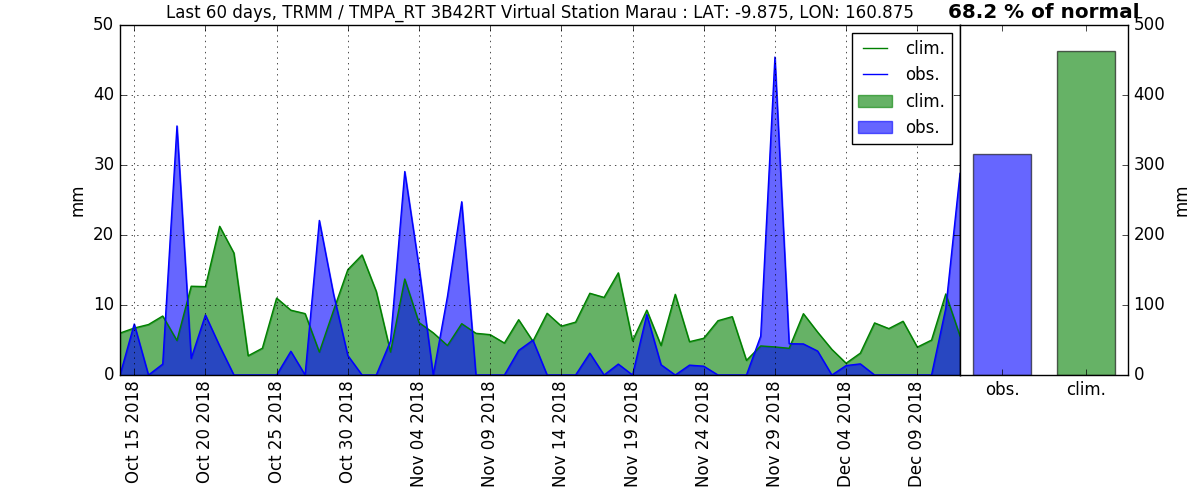 Last 60 days, TRMM / TMPA_RT 3B42RT Virtual Station Marau : LAT: -9.875, LON: 160.875
68.2 % of normal
50
40
30
20
10
0
mm
clim.
obs.
clim.
obs.
500
400
300
200
100
0
mm
Oct 15 2018
Oct 20 2018
Oct 25 2018
Oct 30 2018
Nov 04 2018
Nov 09 2018
Nov 14 2018
Nov 19 2018
Nov 24 2018
Nov 29 2018
Dec 04 2018
Dec 09 2018
obs.
clim.